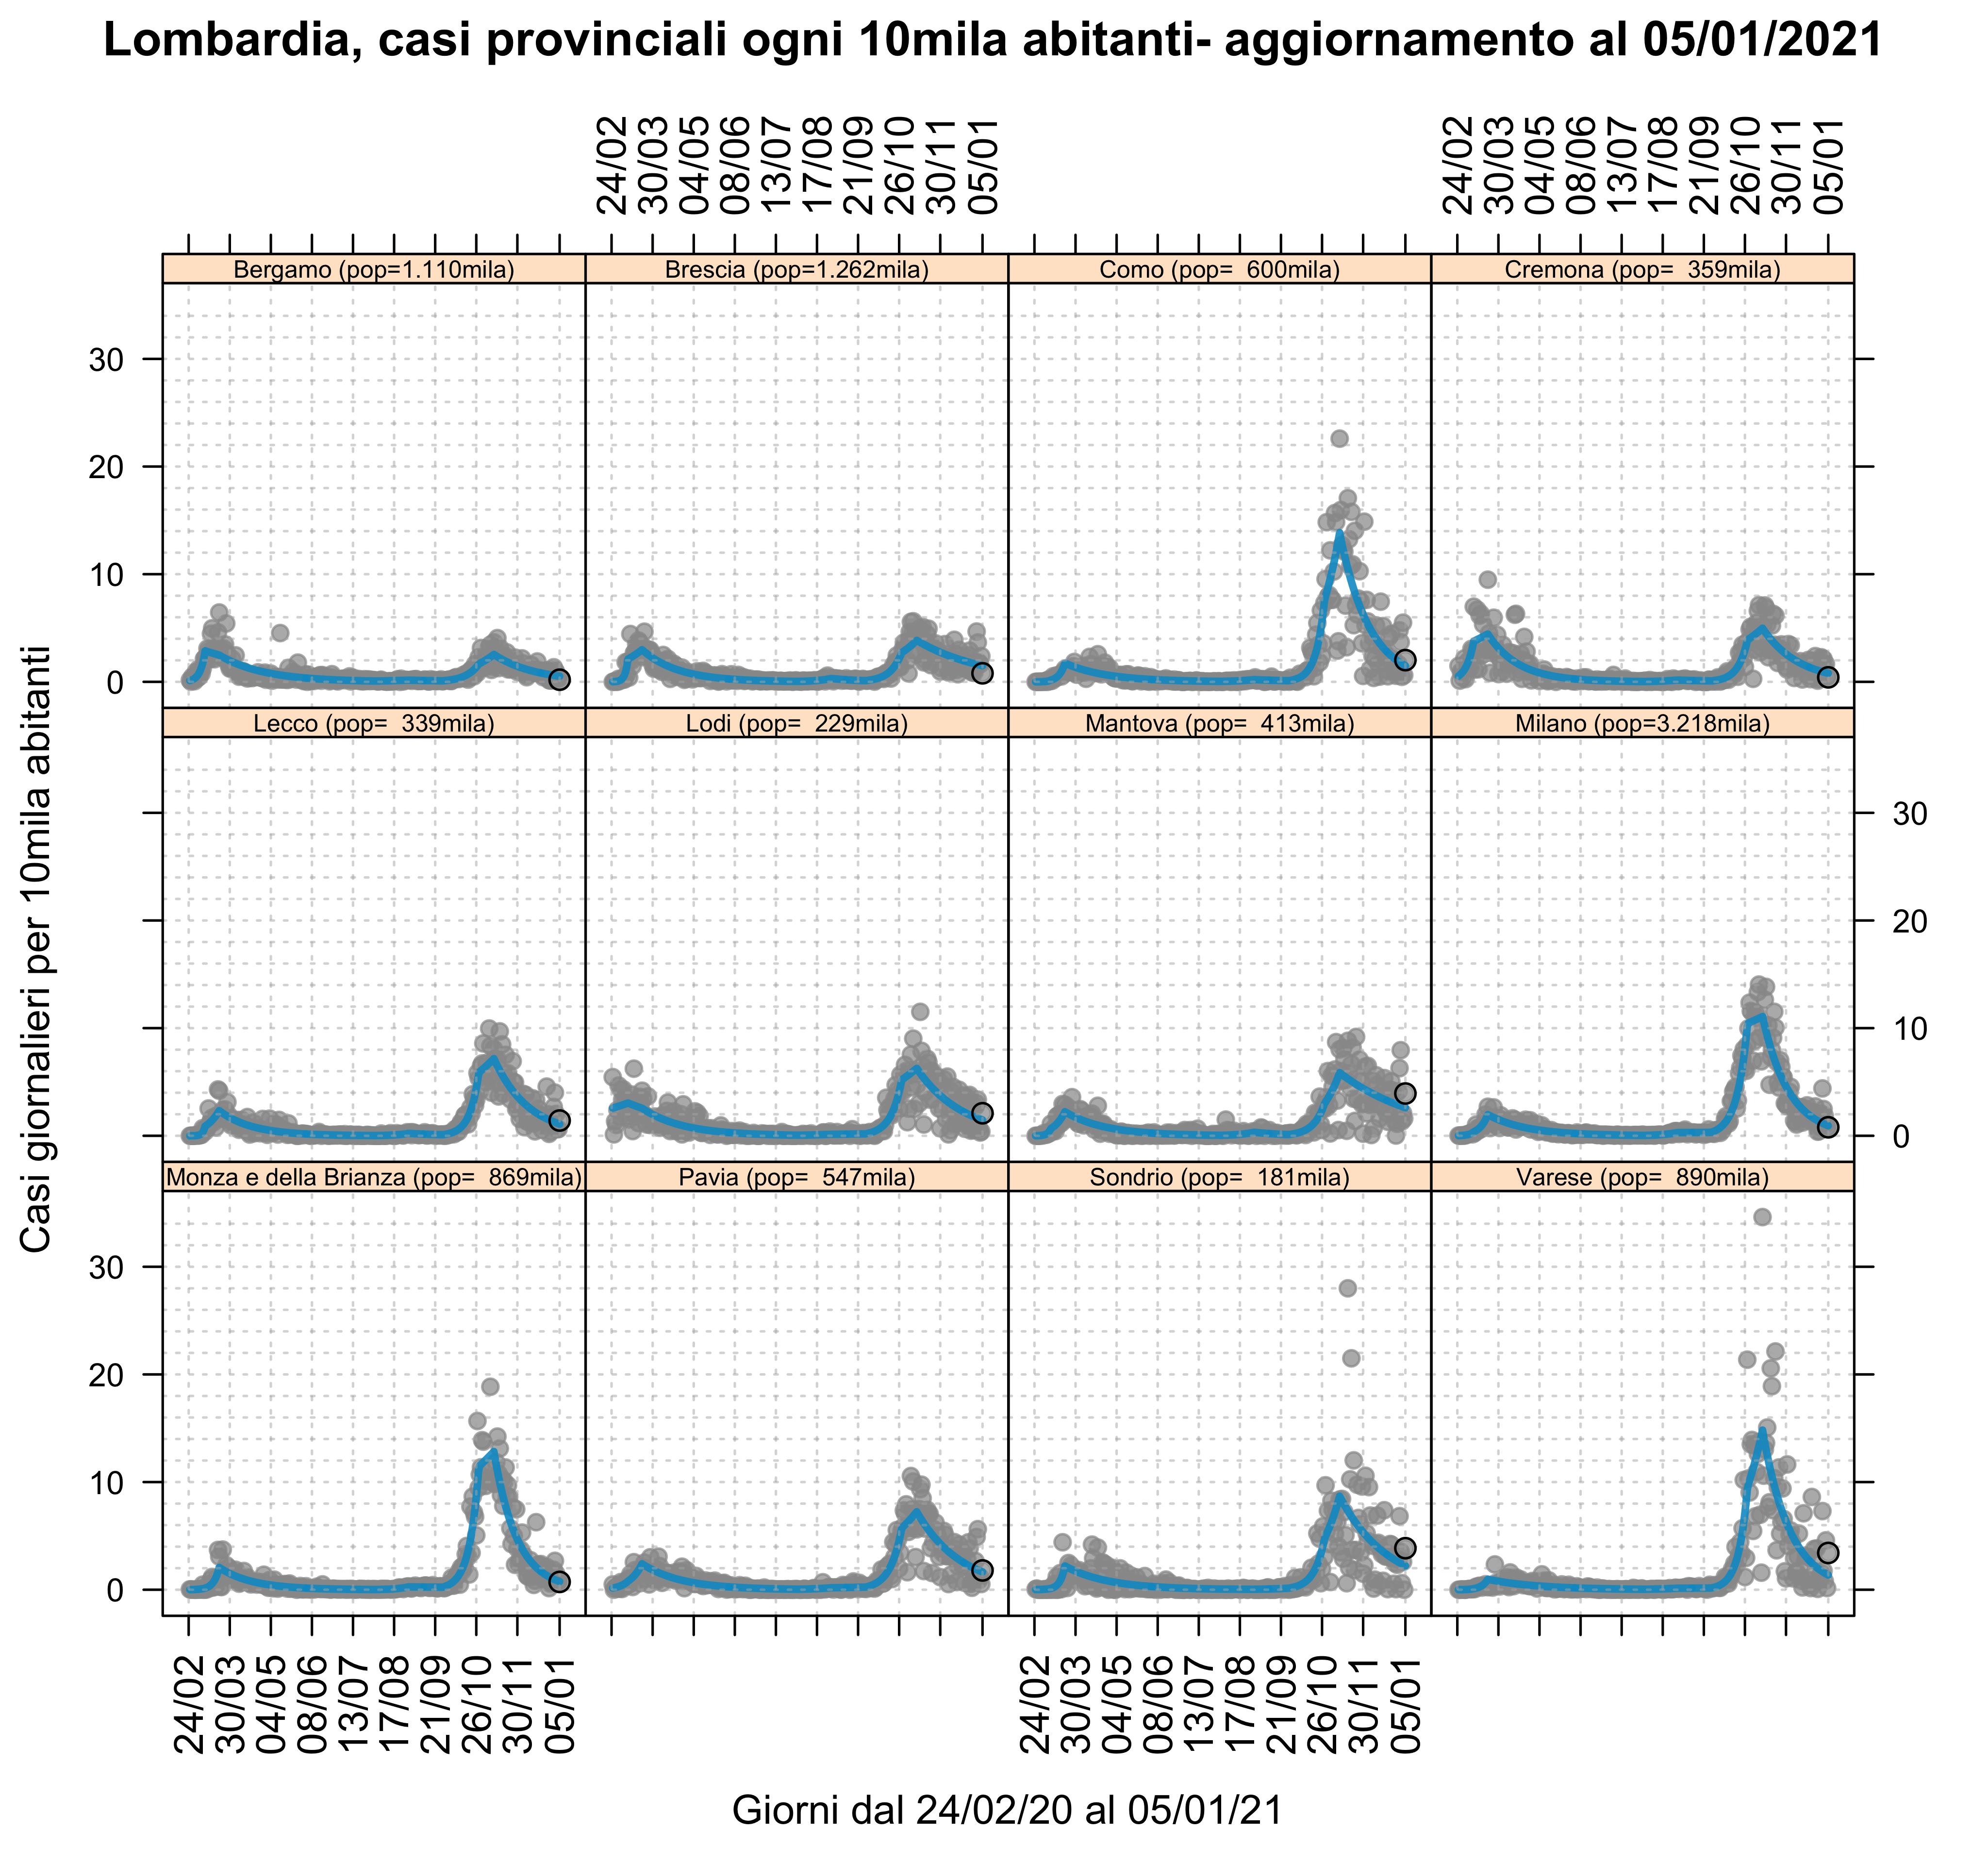 Lombardia, casi provinciali ogni 10mila abitanti- aggiornamento al 05/01/2021
24/02 30/03 04/05 08/06 13/07 17/08 21/09 26/10 30/11 05/01
24/02 30/03 04/05 08/06 13/07 17/08 21/09 26/10 30/11 05/01
Bergamo (pop=1.110mila)
Brescia (pop=1.262mila)
Como (pop=  600mila)
Cremona (pop=  359mila)
30
20
10
0
Lecco (pop=  339mila)
Lodi (pop=  229mila)
Mantova (pop=  413mila)
Milano (pop=3.218mila)
30
20
10
0
Monza e della Brianza (pop=  869mila)
Pavia (pop=  547mila)
Sondrio (pop=  181mila)
Varese (pop=  890mila)
30
20
10
0
24/02 30/03 04/05 08/06 13/07 17/08 21/09 26/10 30/11 05/01
24/02 30/03 04/05 08/06 13/07 17/08 21/09 26/10 30/11 05/01
Casi giornalieri per 10mila abitanti
Giorni dal 24/02/20 al 05/01/21